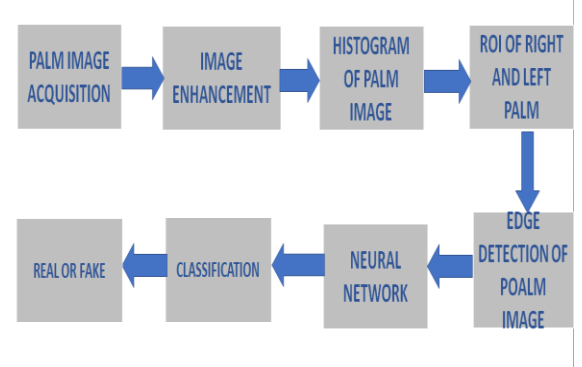 PALM IMAGE
ACQUISITION
IMAGE
ENHANCEMENT
HISTOGRAM
OF PALM
IMAGE
ROI OF RIGHT
AND LEFT
PALM
EDGE
DETECTION OF
POALM
IMAGE
NEURAL
NETWORK
CLASSIFICATION
REAL OR FAKE